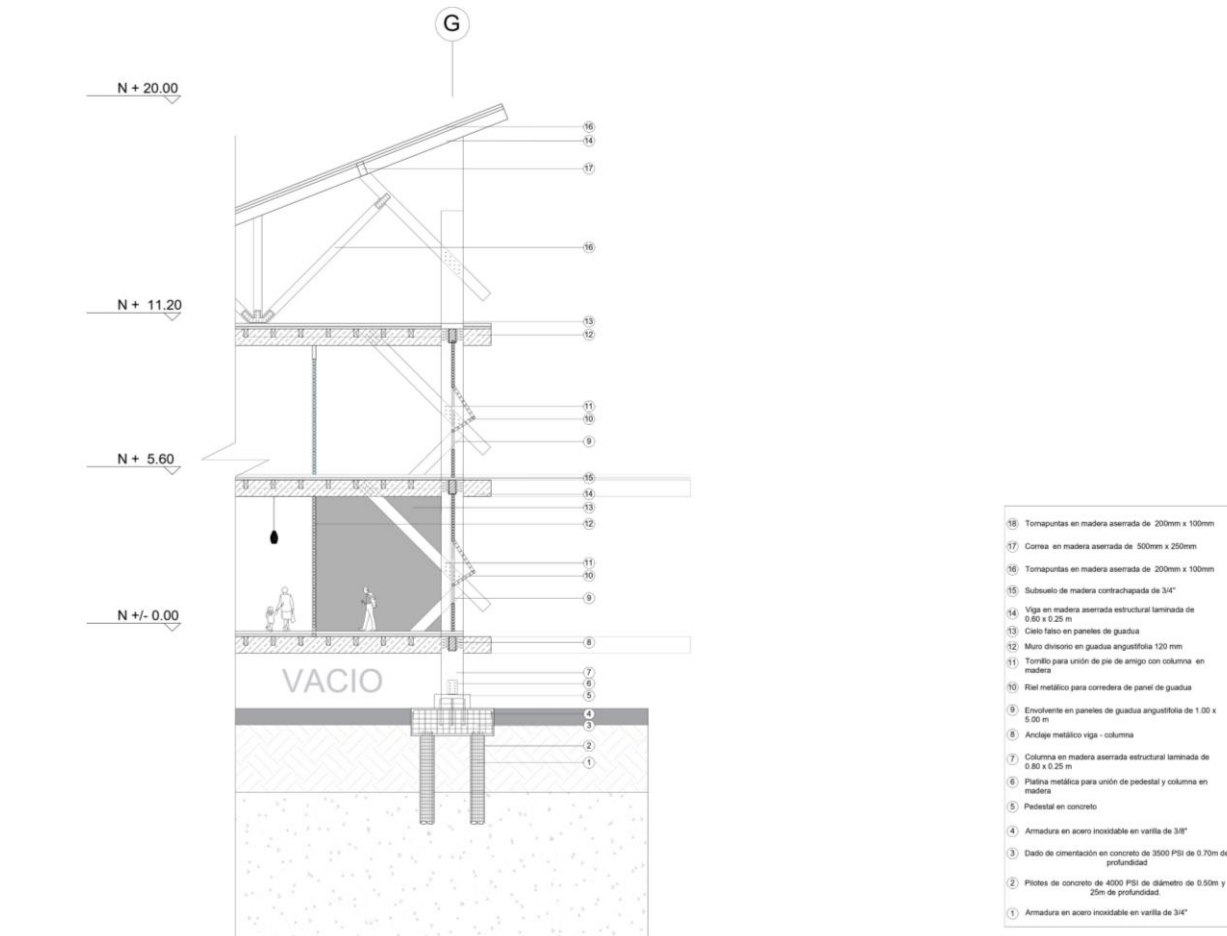 G
N + 20.00
16
14
17
16
N + 11.20
13
12
11
10
9
N + 5.60
15
14
13
12
11
10
9
N +/- 0.00
8
VACIO
7
6
5
4
3
2
1
18 Tornapuntas en madera aserrada de 200mm x 100mm
17 Correa en madera aserrada de 500mm x 250mm
16 Tornapuntas en madera aserrada de 200mm x 100mm
15 Subsuelo de madera contrachapada de 3/4"
14 Viga en madera aserrada estructural laminada de
0.60 x 0.25 m
13 Cielo falso en paneles de guadua
12 Muro divisorio en guadua angustifolia 120 mm
11 Tornillo para unión de pie de amigo con columna en
madera
10 Riel metálico para corredera de panel de guadua
9 Envolvente en paneles de guadua angustifolia de 1.00 x
5.00 m
8 Anclaje metálico viga - columna
7 Columna en madera aserrada estructural laminada de
0.80 x 0.25 m
6 Platina metálica para unión de pedestal y columna en
madera
5 Pedestal en concreto
4 Armadura en acero inoxidable en varilla de 3/8"
3 Dado de cimentación en concreto de 3500 PSI de 0.70m de
profundidad
2 Pilotes de concreto de 4000 PSI de diámetro de 0.50m y
25m de profundidad.
1 Armadura en acero inoxidable en varilla de 3/4"